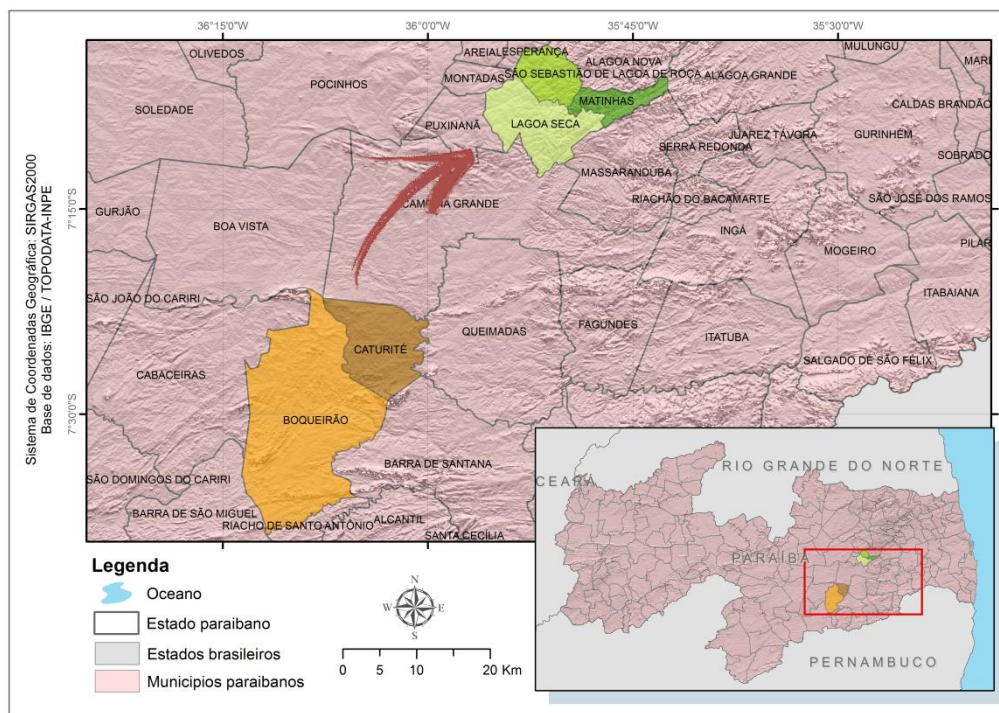 36°15'0"W
36°0'0"W
35°45'0"W
35°30'0"W
OLIVEDOS
AREIAL
ESPERANÇA
MULUNGU
ALAGOA NOVA
MARI
POCINHOS
MONTADAS
SÃO SEBASTIÃO DE LAGOA DE ROÇA
ALAGOA GRANDE
SOLEDADE
MATINHAS
CALDAS BRANDÃO
PUXINANÃ
LAGOA SECA
JUAREZ TÁVORA
GURINHÉM
SERRA REDONDA
SOBRADO
MASSARANDUBA
RIACHÃO DO BACAMARTE
SÃO JOSÉ DOS RAMOS
GURJÃO
7°15'0"S
BOA VISTA
INGÁ
MOGEIRO
PILAR
SÃO JOÃO DO CARIRI
ITABAIANA
QUEIMADAS
FAGUNDES
ITATUBA
CATURITÉ
SALGADO DE SÃO FÉLIX
CABACEIRAS
7°30'0"S
BOQUEIRÃO
BARRA DE SANTANA
SÃO DOMINGOS DO CARIRI
BARRA DE SÃO MIGUEL
RIACHO DE SANTO ANTÔNIO
ALCANTIL
SANTA CECÍLIA
Sistema de Coordenadas Geográfica: SIRGAS2000
Base de dados: IBGE / TOPODATA-INPE
RIO GRANDE DO NORTE
CEARÁ
PARAÍBA
PERNAMBUCO
Legenda
Oceano
Estado paraibano
Estados brasileiros
Municipios paraibanos
N
W
E
S
0 5 10 20 Km